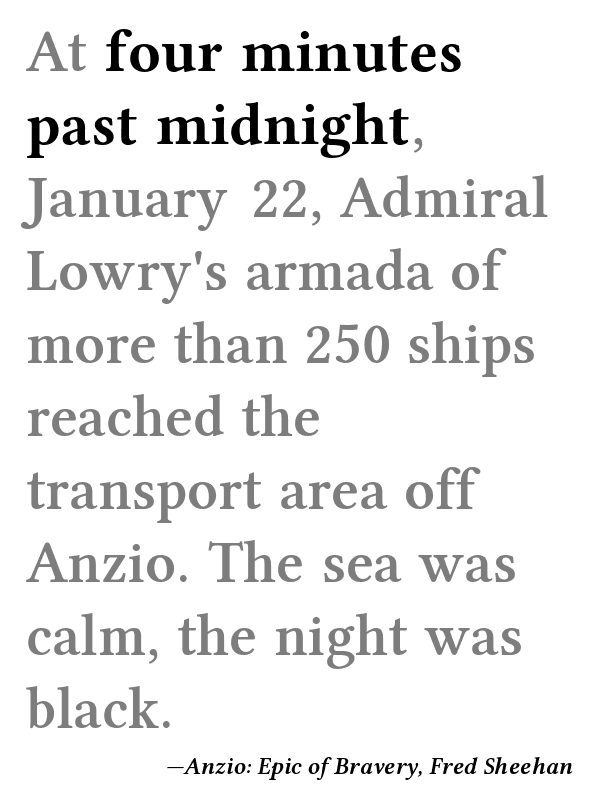 At four minutes
past midnight,
January 22, Admiral
Lowry's armada of
more than 250 ships
reached the
transport area off
Anzio. The sea was
calm, the night was
black.
—Anzio: Epic of Bravery, Fred Sheehan